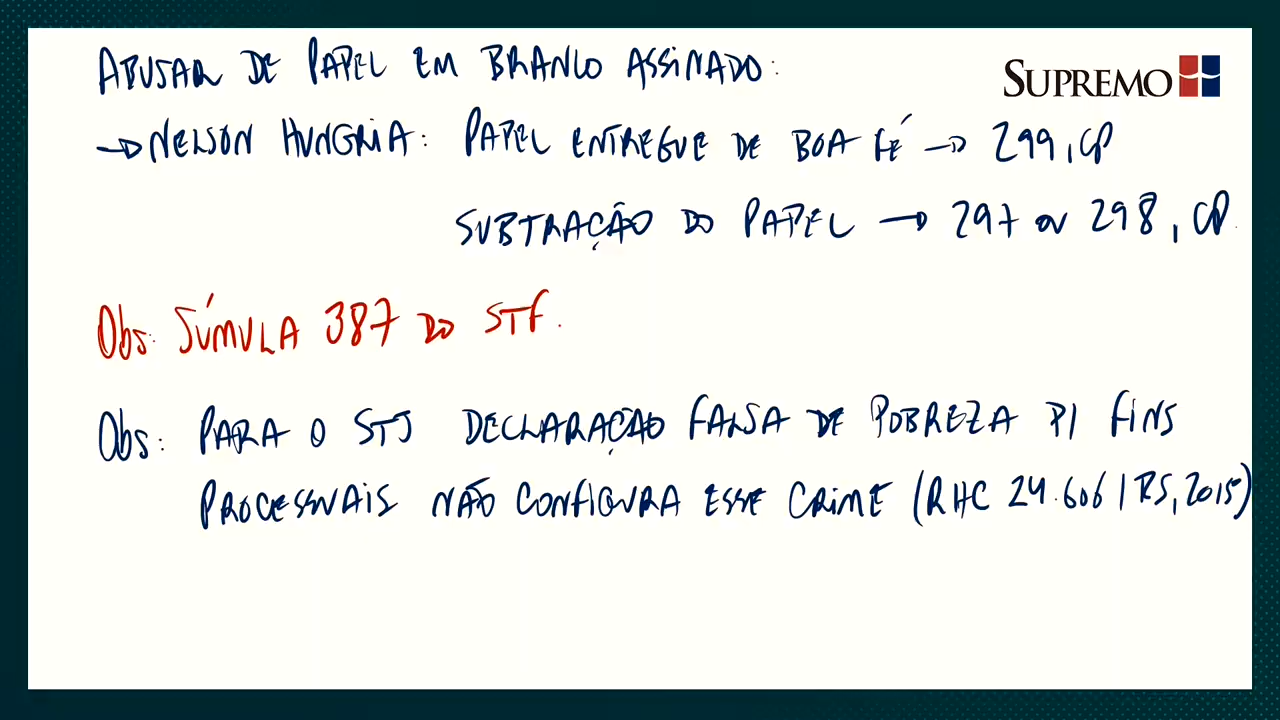 ABUSAR DE PAPEL EM BRANCO ASSINADO:
SUPREMO
→ NELSON HUNGRIA: PAPEL ENTREGUE DE BOA FÉ → 299, CP
SUBTRAÇÃO DO PAPEL → 297 OU 298, CP.
Obs: SÚMULA 387 DO STF.
Obs: PARA O STJ DECLARAÇÃO FALSA DE POBREZA P/ FINS
PROCESSUAIS NÃO CONFIGURA ESSE CRIME (RHC 24.606/RS, 2015)